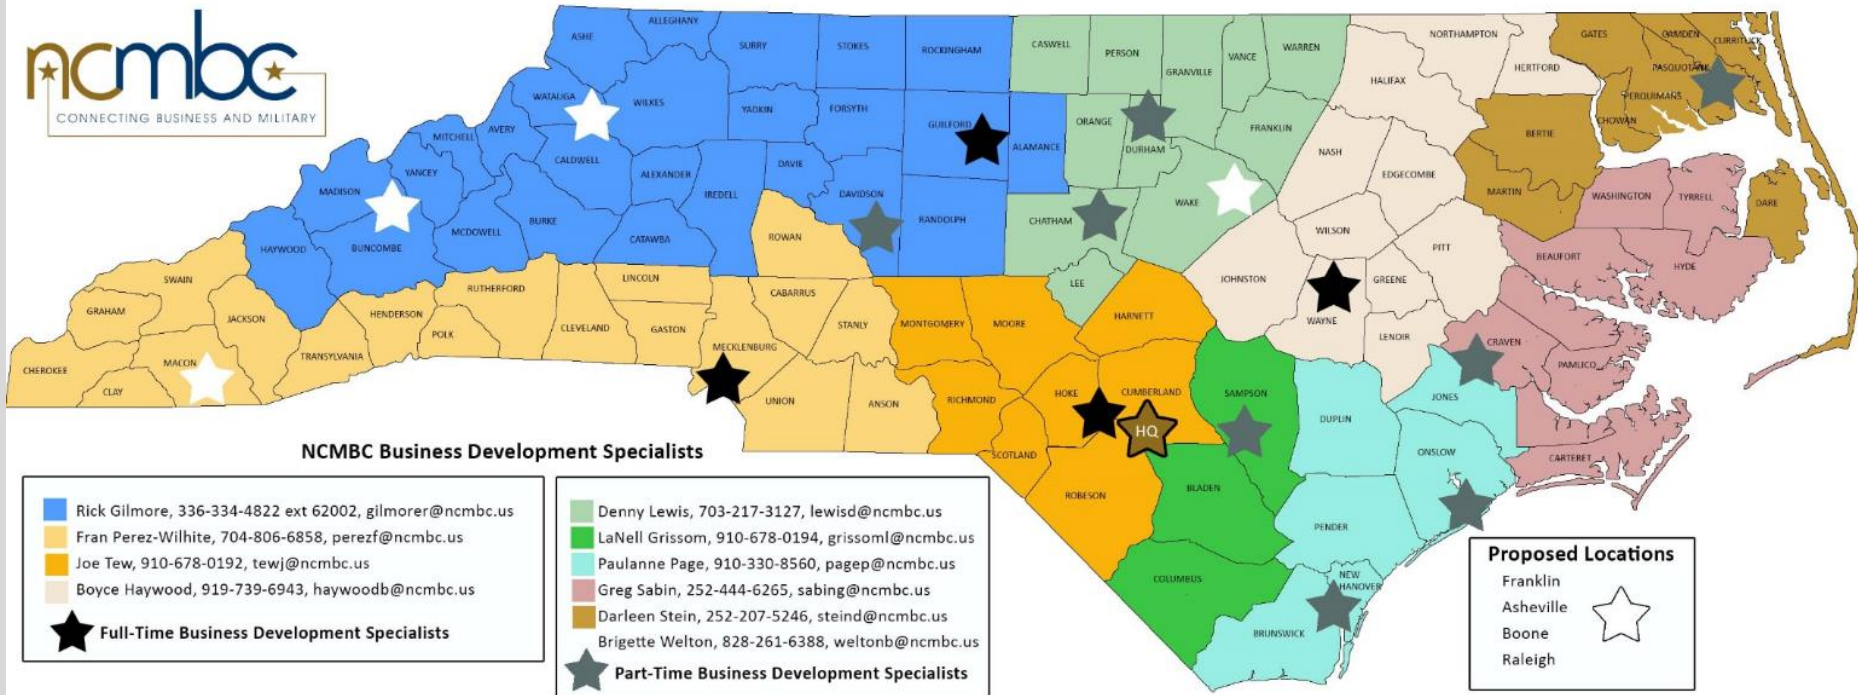 ncmbc
CONNECTING BUSINESS AND MILITARY
ASHE
ALLEGHANY
SURRY
STOKES
ROCKINGHAM
CASWELL
PERSON
GRANVILLE
VANCE
WARREN
NORTHAMPTON
GATES
CAMDEN
CURRITUCK
HALIFAX
HERTFORD
PASQUOTANK
WATAUGA
WILKES
YADKIN
FORSYTH
GUILFORD
ALAMANCE
ORANGE
DURHAM
FRANKLIN
PERQUIMANS
CHOWAN
BERTIE
MITCHELL
AVERY
CALDWELL
NASH
EDGECOMBE
MADISON
YANCEY
ALEXANDER
IREDELL
DAVIE
DAVIDSON
RANDOLPH
CHATHAM
WAKE
MARTIN
WASHINGTON
TYRRELL
DARE
HAYWOOD
BUNCOMBE
MCDOWELL
BURKE
CATAWBA
ROWAN
WILSON
PITT
BEAUFORT
HYDE
SWAIN
RUTHERFORD
LINCOLN
CABARRUS
LEE
JOHNSTON
GREENE
GRAHAM
JACKSON
HENDERSON
POLK
CLEVELAND
GASTON
STANLY
MONTGOMERY
MOORE
HARNETT
WAYNE
LENOIR
CRAVEN
CHEROKEE
MACON
CLAY
TRANSYLVANIA
MECKLENBURG
UNION
ANSON
RICHMOND
HOKE
CUMBERLAND
HQ
SAMPSON
DUPLIN
JONES
PAMLICO
SCOTLAND
ROBESON
BLADEN
ONSLOW
CARTERET
PENDER
COLUMBUS
NEW
HANOVER
BRUNSWICK
NCMBC Business Development Specialists
Rick Gilmore, 336-334-4822 ext 62002, gilmorer@ncmbc.us
Fran Perez-Wilhite, 704-806-6858, perezf@ncmbc.us
Joe Tew, 910-678-0192, tewj@ncmbc.us
Boyce Haywood, 919-739-6943, haywoodb@ncmbc.us
Full-Time Business Development Specialists
Denny Lewis, 703-217-3127, lewisd@ncmbc.us
LaNell Grissom, 910-678-0194, grissoml@ncmbc.us
Paulanne Page, 910-330-8560, pagep@ncmbc.us
Greg Sabin, 252-444-6265, sabing@ncmbc.us
Darleen Stein, 252-207-5246, steind@ncmbc.us
Brigette Welton, 828-261-6388, weltonb@ncmbc.us
Part-Time Business Development Specialists
Proposed Locations
Franklin
Asheville
Boone
Raleigh